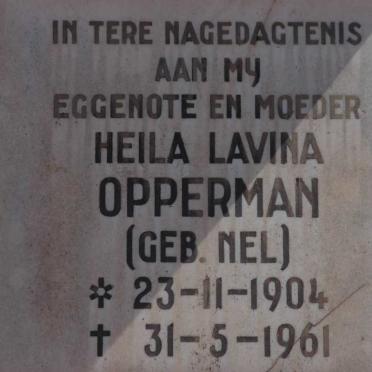 IN TERE NAGEDAGTENIS
AAN MY
EGGENOTE EN MOEDER
HEILA LAVINA
OPPERMAN
(GEB. NEL)
✲ 23-11-1904
† 31-5-1961